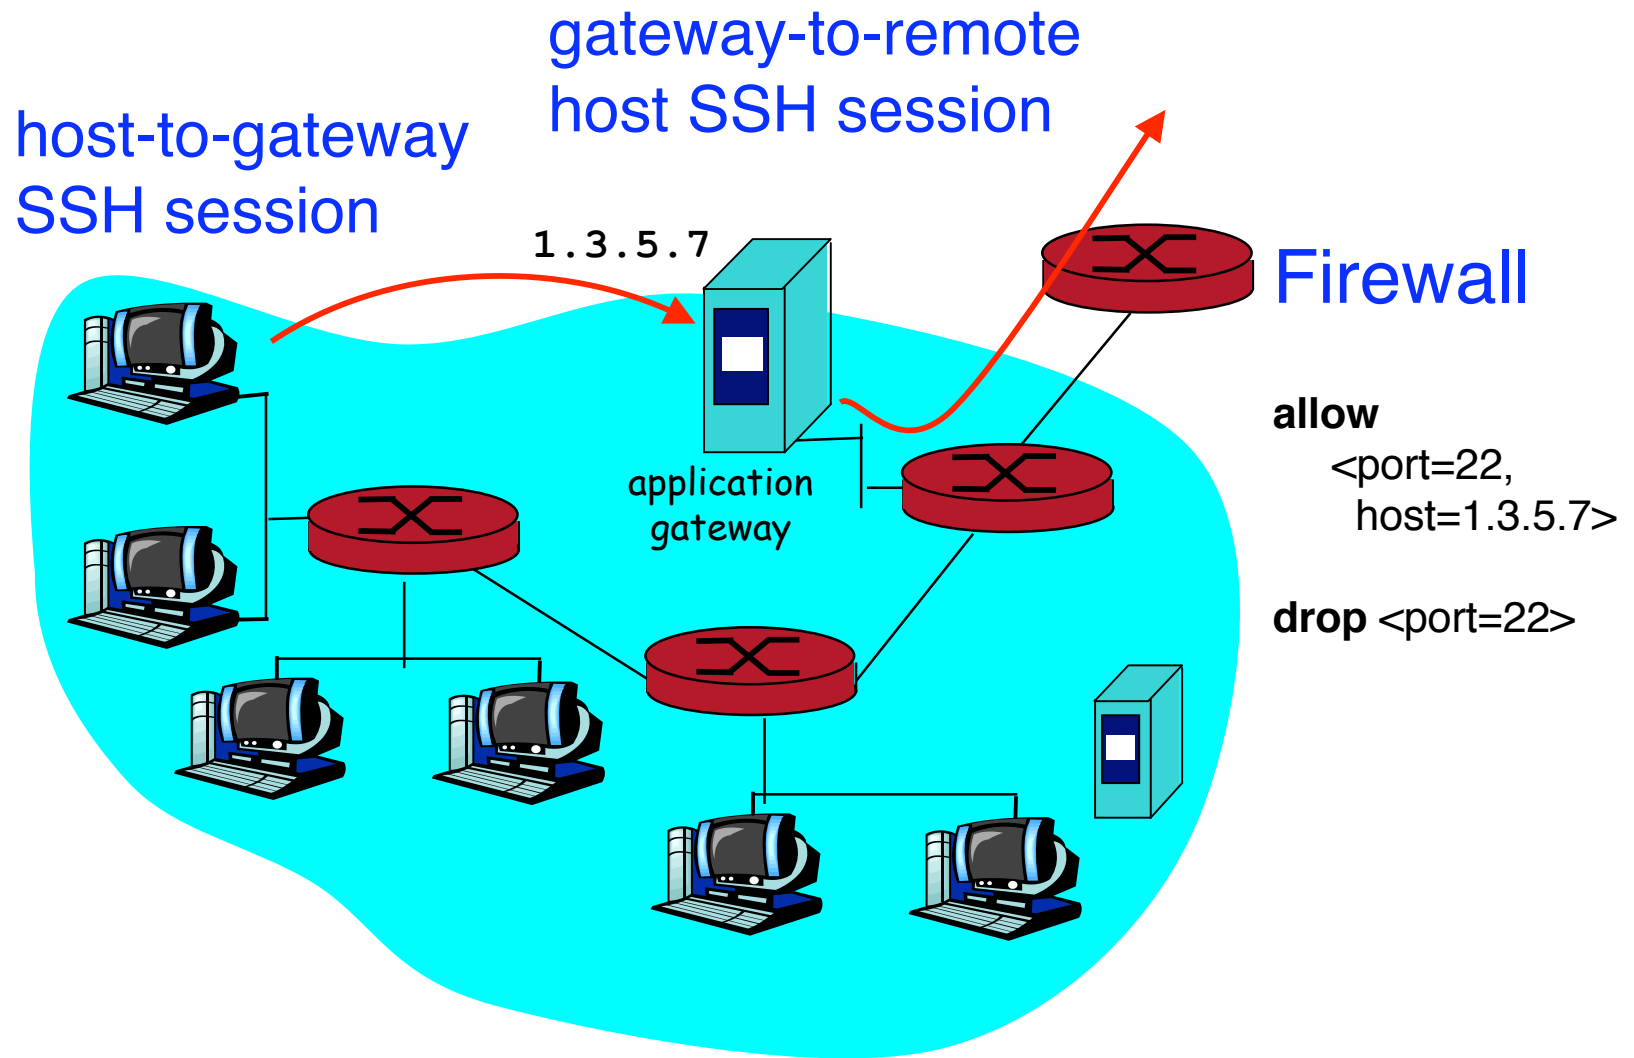 gateway-to-remote
host SSH session
host-to-gateway
SSH session
1.3.5.7
Firewall
allow
<port=22,
host=1.3.5.7>
application
gateway
drop <port=22>